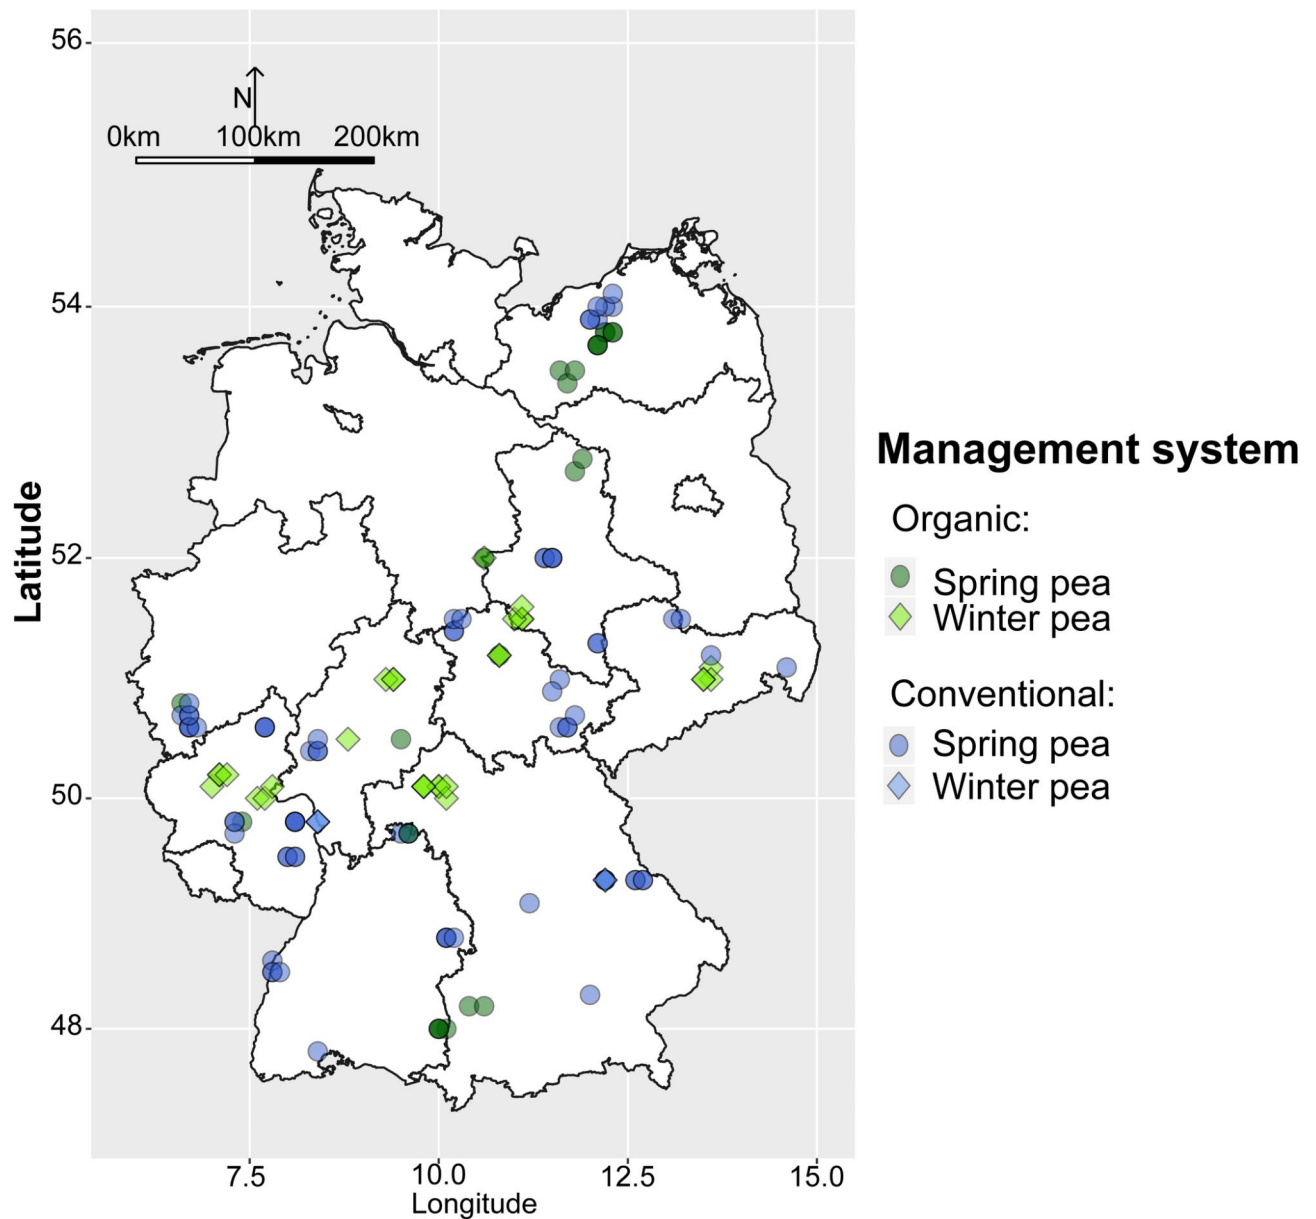 56
N
0km 100km 200km
54
52
50
48
Latitude
7.5 10.0 12.5 15.0
Longitude
Management system
Organic:
Spring pea
Winter pea
Conventional:
Spring pea
Winter pea